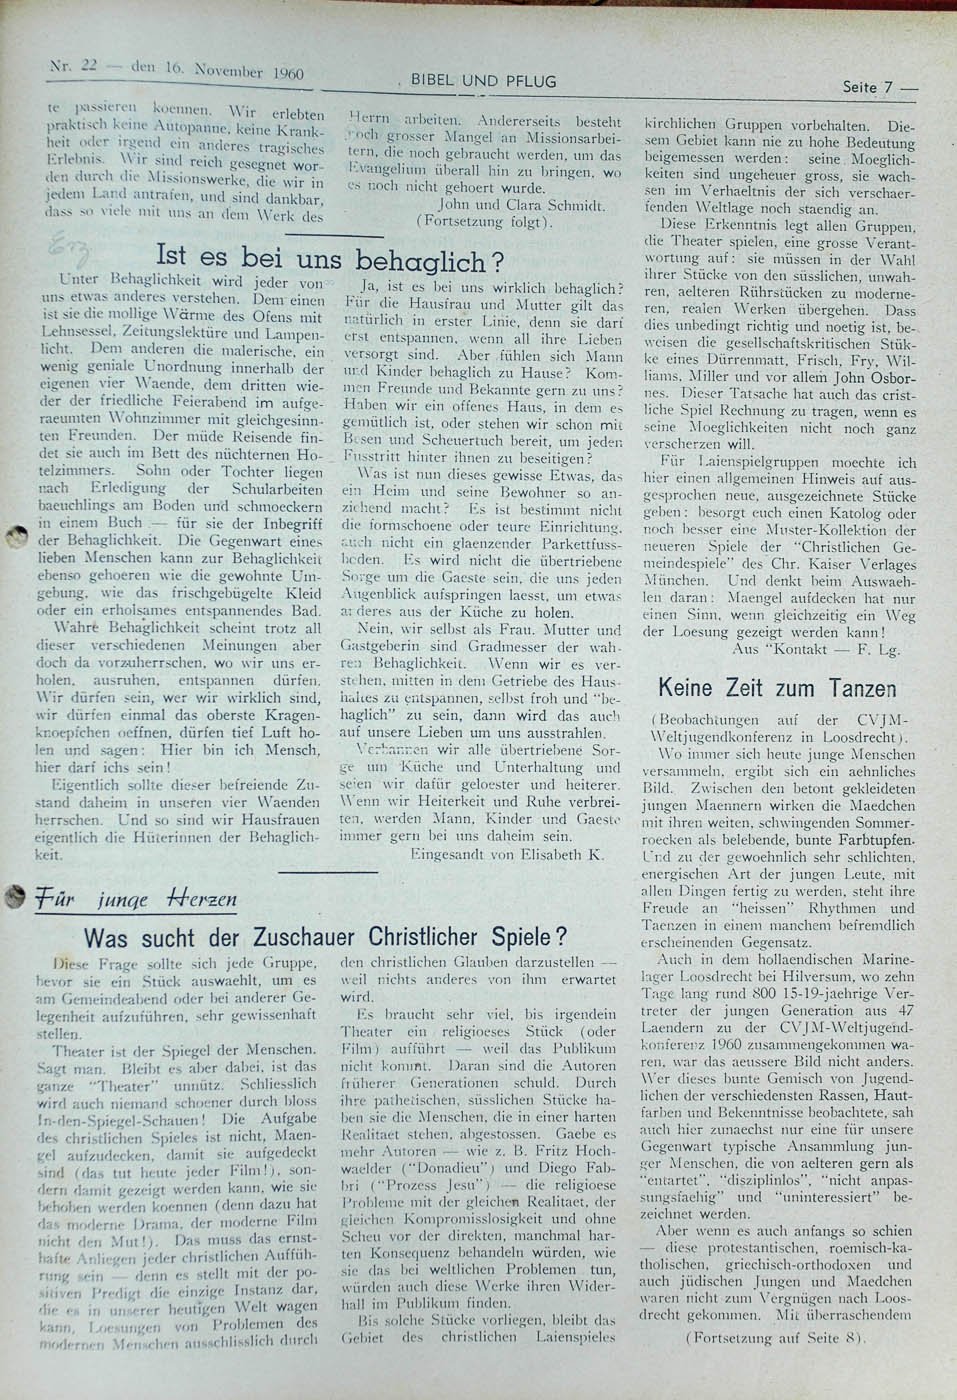 Nr. 22 — den 16. November 1960
BIBEL UND PFLUG
Seite 7 —
te passieren koennen. Wir erlebten
praktisch keine Autopanne, keine Krank-
heit oder irgend ein anderes tragisches
Erlebnis. Wir sind reich gesegnet wor-
den durch die Missionswerke, die wir in
jedem Land antrafen, und sind dankbar,
dass so viele mit uns an dem Werk des
Herrn arbeiten. Andererseits besteht
noch grosser Mangel an Missionsarbei-
tern, die noch gebraucht werden, um das
Evangelium überall hin zu bringen, wo
es noch nicht gehoert wurde.
John und Clara Schmidt.
(Fortsetzung folgt).
Erz
Ist es bei uns behaglich?
Unter Behaglichkeit wird jeder von
uns etwas anderes verstehen. Dem einen
ist sie die mollige Wärme des Ofens mit
Lehnsessel, Zeitungslektüre und Lampen-
licht. Dem anderen die malerische, ein
wenig geniale Unordnung innerhalb der
eigenen vier Waende, dem dritten wie-
der der friedliche Feierabend im aufge-
raeumten Wohnzimmer mit gleichgesinn-
ten Freunden. Der müde Reisende fin-
det sie auch im Bett des nüchternen Ho-
telzimmers. Sohn oder Tochter liegen
nach Erledigung der Schularbeiten
baeuchlings am Boden und schmoeckern
in einem Buch — für sie der Inbegriff
der Behaglichkeit. Die Gegenwart eines
lieben Menschen kann zur Behaglichkeit
ebenso gehoeren wie die gewohnte Um-
gebung, wie das frischgebügelte Kleid
oder ein erholsames entspannendes Bad.
Wahre Behaglichkeit scheint trotz all
dieser verschiedenen Meinungen aber
doch da vorzuherrschen, wo wir uns er-
holen, ausruhen, entspannen dürfen.
Wir dürfen sein, wer wir wirklich sind,
wir dürfen einmal das oberste Kragen-
knoepfchen oeffnen, dürfen tief Luft ho-
len und sagen: Hier bin ich Mensch,
hier darf ichs sein!
Eigentlich sollte dieser befreiende Zu-
stand daheim in unseren vier Waenden
herrschen. Und so sind wir Hausfrauen
eigentlich die Hüterinnen der Behaglich-
keit.
Ja, ist es bei uns wirklich behaglich?
Für die Hausfrau und Mutter gilt das
natürlich in erster Linie, denn sie darf
erst entspannen, wenn all ihre Lieben
versorgt sind. Aber fühlen sich Mann
und Kinder behaglich zu Hause? Kom-
men Freunde und Bekannte gern zu uns?
Haben wir ein offenes Haus, in dem es
gemütlich ist, oder stehen wir schon mit
Besen und Scheuertuch bereit, um jeden
Fusstritt hinter ihnen zu beseitigen?
Was ist nun dieses gewisse Etwas, das
ein Heim und seine Bewohner so an-
ziehend macht? Es ist bestimmt nicht
die formschoene oder teure Einrichtung,
auch nicht ein glaenzender Parkettfuss-
boden. Es wird nicht die übertriebene
Sorge um die Gaeste sein, die uns jeden
Augenblick aufspringen laesst, um etwas
anderes aus der Küche zu holen.
Nein, wir selbst als Frau. Mutter und
Gastgeberin sind Gradmesser der wah-
ren Behaglichkeit. Wenn wir es ver-
stehen, mitten in dem Getriebe des Haus-
haltes zu entspannen, selbst froh und "be-
haglich" zu sein, dann wird das auch
auf unsere Lieben um uns ausstrahlen.
Verbannen wir alle übertriebene Sor-
ge um Küche und Unterhaltung und
seien wir dafür geloester und heiterer.
Wenn wir Heiterkeit und Ruhe verbrei-
ten, werden Mann, Kinder und Gaeste
immer gern bei uns daheim sein.
Eingesandt von Elisabeth K.
Für junge Herzen
Was sucht der Zuschauer Christlicher Spiele?
Diese Frage sollte sich jede Gruppe,
bevor sie ein Stück auswaehlt, um es
am Gemeindeabend oder bei anderer Ge-
legenheit aufzuführen, sehr gewissenhaft
stellen.
Theater ist der Spiegel der Menschen.
Sagt man. Bleibt es aber dabei, ist das
ganze "Theater" unnütz. Schliesslich
wird auch niemand schoener durch bloss
In-den-Spiegel-Schauen! Die Aufgabe
des christlichen Spieles ist nicht, Maen-
gel aufzudecken, damit sie aufgedeckt
sind (das tut heute jeder Film!), son-
dern damit gezeigt werden kann, wie sie
behoben werden koennen (denn dazu hat
das moderne Drama, der moderne Film
nicht den Mut!). Das muss das ernst-
hafte Anliegen jeder christlichen Auffüh-
rung sein — denn es stellt mit der po-
sitiven Predigt die einzige Instanz dar,
die es in unserer heutigen Welt wagen
kann, Loesungen von Problemen des
modernen Menschen ausschlisslich durch
den christlichen Glauben darzustellen —
weil nichts anderes von ihm erwartet
wird.
Es braucht sehr viel, bis irgendein
Theater ein religioeses Stück (oder
Film) aufführt — weil das Publikum
nicht kommt. Daran sind die Autoren
früherer Generationen schuld. Durch
ihre pathetischen, süsslichen Stücke ha-
ben sie die Menschen, die in einer harten
Realitaet stehen, abgestossen. Gaebe es
mehr Autoren — wie z. B. Fritz Hoch-
waelder ("Donadieu") und Diego Fab-
bri ("Prozess Jesu") — die religioese
Probleme mit der gleichen Realitaet, der
gleichen Kompromisslosigkeit und ohne
Scheu vor der direkten, manchmal har-
ten Konsequenz behandeln würden, wie
sie das bei weltlichen Problemen tun,
würden auch diese Werke ihren Wider-
hall im Publikum finden.
Bis solche Stücke vorliegen, bleibt das
Gebiet des christlichen Laienspieles
kirchlichen Gruppen vorbehalten. Die-
sem Gebiet kann nie zu hohe Bedeutung
beigemessen werden: seine Moeglich-
keiten sind ungeheuer gross, sie wach-
sen im Verhaeltnis der sich verschaer-
fenden Weltlage noch staendig an.
Diese Erkenntnis legt allen Gruppen,
die Theater spielen, eine grosse Verant-
wortung auf: sie müssen in der Wahl
ihrer Stücke von den süsslichen, unwah-
ren, aelteren Rührstücken zu moderne-
ren, realen Werken übergehen. Dass
dies unbedingt richtig und noetig ist, be-
weisen die gesellschaftskritischen Stük-
ke eines Dürrenmatt, Frisch, Fry, Wil-
liams, Miller und vor allem John Osbor-
nes. Dieser Tatsache hat auch das crist-
liche Spiel Rechnung zu tragen, wenn es
seine Moeglichkeiten nicht noch ganz
verscherzen will.
Für Laienspielgruppen moechte ich
hier einen allgemeinen Hinweis auf aus-
gesprochen neue, ausgezeichnete Stücke
geben: besorgt euch einen Katolog oder
noch besser eine Muster-Kollektion der
neueren Spiele der "Christlichen Ge-
meindespiele" des Chr. Kaiser Verlages
München. Und denkt beim Auswaeh-
len daran: Maengel aufdecken hat nur
einen Sinn, wenn gleichzeitig ein Weg
der Loesung gezeigt werden kann!
Aus "Kontakt — F. Lg.
Keine Zeit zum Tanzen
(Beobachtungen auf der CVJM-
Weltjugendkonferenz in Loosdrecht).
Wo immer sich heute junge Menschen
versammeln, ergibt sich ein aehnliches
Bild. Zwischen den betont gekleideten
jungen Maennern wirken die Maedchen
mit ihren weiten, schwingenden Sommer-
roecken als belebende, bunte Farbtupfen.
Und zu der gewoehnlich sehr schlichten,
energischen Art der jungen Leute, mit
allen Dingen fertig zu werden, steht ihre
Freude an "heissen" Rhythmen und
Taenzen in einem manchem befremdlich
erscheinenden Gegensatz.
Auch in dem hollaendischen Marine-
lager Loosdrecht bei Hilversum, wo zehn
Tage lang rund 800 15-19-jaehrige Ver-
treter der jungen Generation aus 47
Laendern zu der CVJM-Weltjugend-
konferenz 1960 zusammengekommen wa-
ren, war das aeussere Bild nicht anders.
Wer dieses bunte Gemisch von Jugend-
lichen der verschiedensten Rassen, Haut-
farben und Bekenntnisse beobachtete, sah
auch hier zunaechst nur eine für unsere
Gegenwart typische Ansammlung jun-
ger Menschen, die von aelteren gern als
"entartet", "disziplinlos", "nicht anpas-
sungsfaehig" und "uninteressiert" be-
zeichnet werden.
Aber wenn es auch anfangs so schien
— diese protestantischen, roemisch-ka-
tholischen, griechisch-orthodoxen und
auch jüdischen Jungen und Maedchen
waren nicht zum Vergnügen nach Loos-
drecht gekommen. Mit überraschendem
(Fortsetzung auf Seite 8).